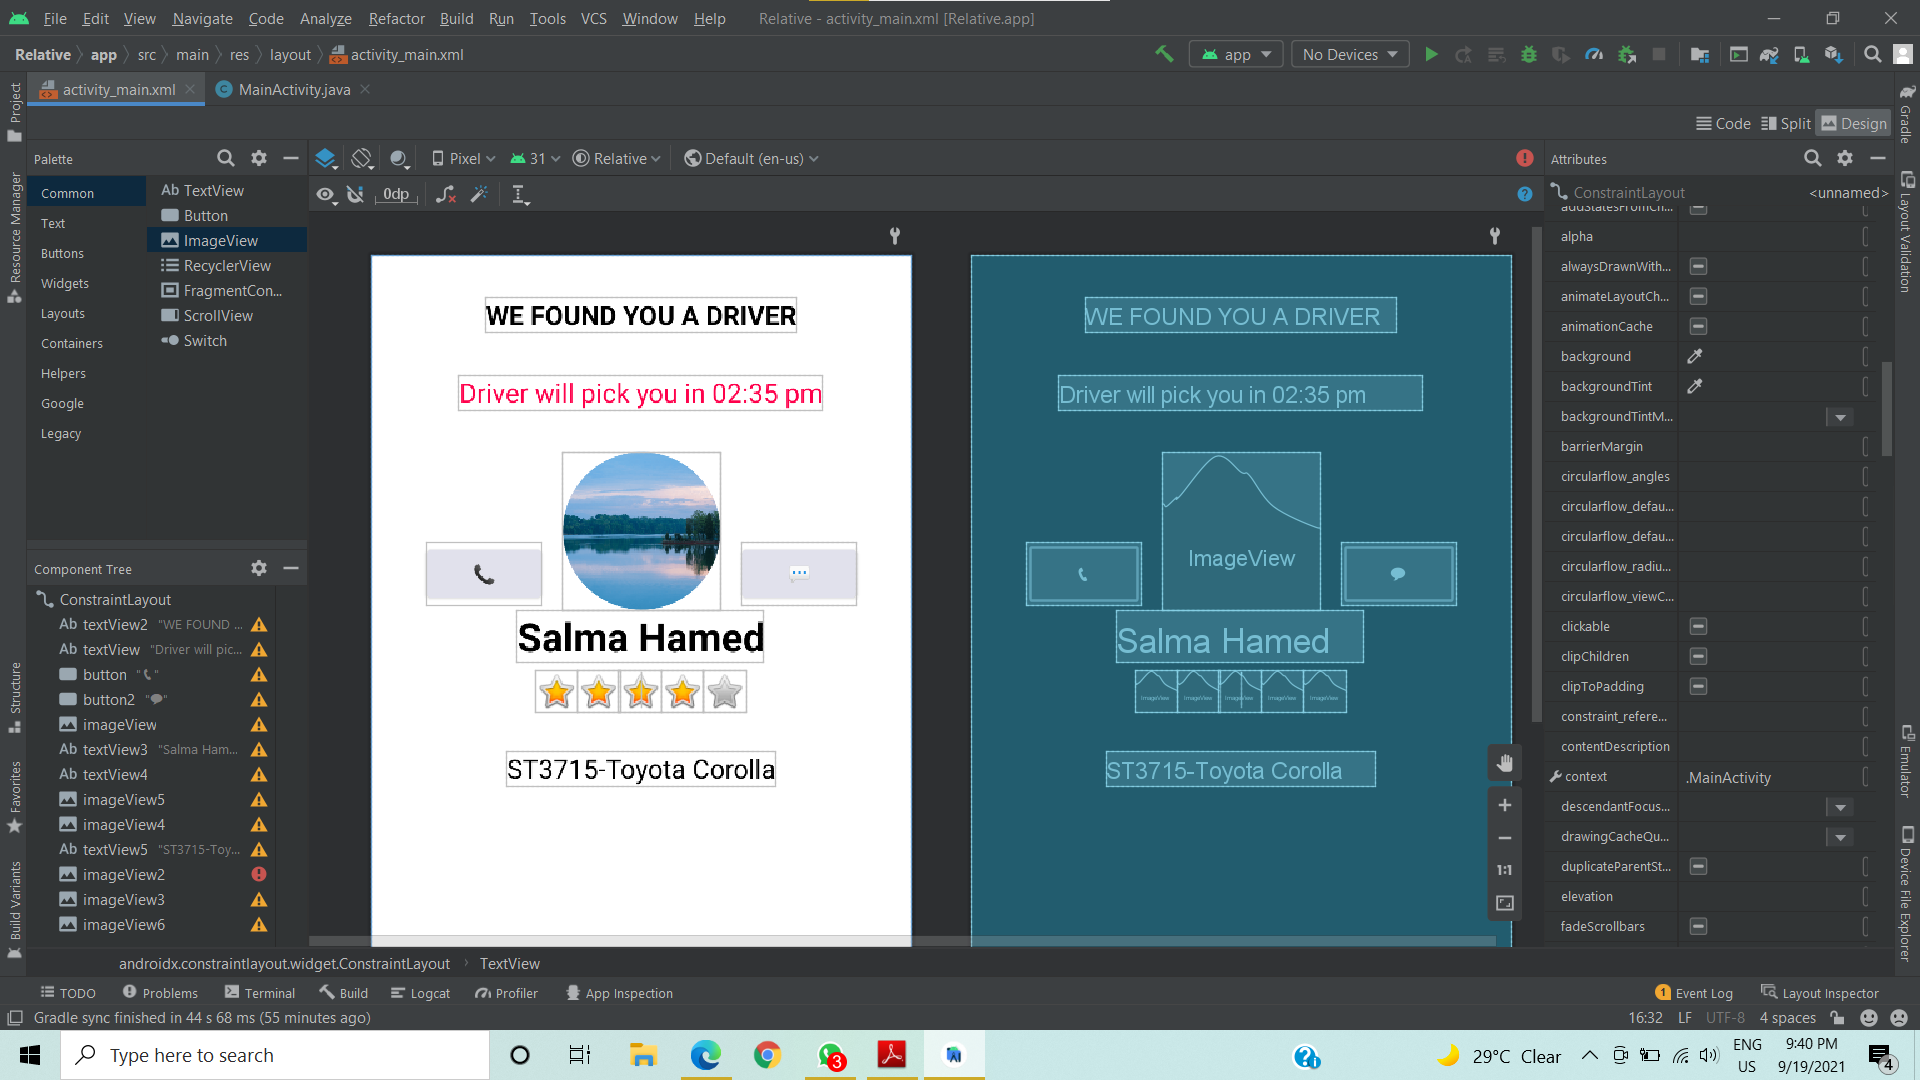 File Edit View Navigate Code Analyze Refactor Build Run Tools VCS Window Help Relative - activity_main.xml [Relative.app]
Relative app src main res layout activity_main.xml app No Devices
activity_main.xml MainActivity.java
Code Split Design
Palette Pixel 31 Relative Default (en-us) Attributes
0dp
ConstraintLayout <unnamed>
Common
Text
Buttons
Widgets
Layouts
Containers
Helpers
Google
Legacy
Ab TextView
Button
ImageView
RecyclerView
FragmentCon...
ScrollView
Switch
Component Tree
ConstraintLayout
Ab textView2 "WE FOUND ...
Ab textView "Driver will pic...
button "📞"
button2 "💬"
imageView
Ab textView3 "Salma Ham...
Ab textView4
imageView5
imageView4
Ab textView5 "ST3715-Toy...
imageView2
imageView3
imageView6
WE FOUND YOU A DRIVER
Driver will pick you in 02:35 pm
Salma Hamed
ST3715-Toyota Corolla
WE FOUND YOU A DRIVER
Driver will pick you in 02:35 pm
ImageView
Salma Hamed
ImageView ImageView ImageView ImageView ImageView
ST3715-Toyota Corolla
1:1
addStatesFromCh...
alpha
alwaysDrawnWith...
animateLayoutCh...
animationCache
background
backgroundTint
backgroundTintM...
barrierMargin
circularflow_angles
circularflow_defau...
circularflow_defau...
circularflow_radiu...
circularflow_viewC...
clickable
clipChildren
clipToPadding
constraint_refere...
contentDescription
context .MainActivity
descendantFocus...
drawingCacheQu...
duplicateParentSt...
elevation
fadeScrollbars
Project
Resource Manager
Structure
Favorites
Build Variants
Gradle
Layout Validation
Emulator
Device File Explorer
androidx.constraintlayout.widget.ConstraintLayout TextView
TODO Problems Terminal Build Logcat Profiler App Inspection 1 Event Log Layout Inspector
Gradle sync finished in 44 s 68 ms (55 minutes ago) 16:32 LF UTF-8 4 spaces
Type here to search 3 29°C Clear ENG US 9:40 PM 9/19/2021 4